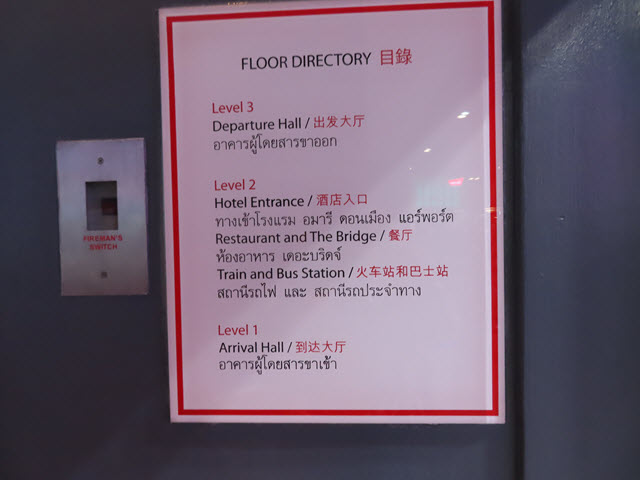 FLOOR DIRECTORY 目錄
Level 3
Departure Hall / 出发大厅
อาคารผู้โดยสารขาออก
Level 2
Hotel Entrance / 酒店入口
ทางเข้าโรงแรม อมารี ดอนเมือง แอร์พอร์ต
Restaurant and The Bridge / 餐厅
ห้องอาหาร เดอะบริดจ์
Train and Bus Station / 火车站和巴士站
สถานีรถไฟ และ สถานีรถประจำทาง
Level 1
Arrival Hall / 到达大厅
อาคารผู้โดยสารขาเข้า
FIREMAN'S
SWITCH